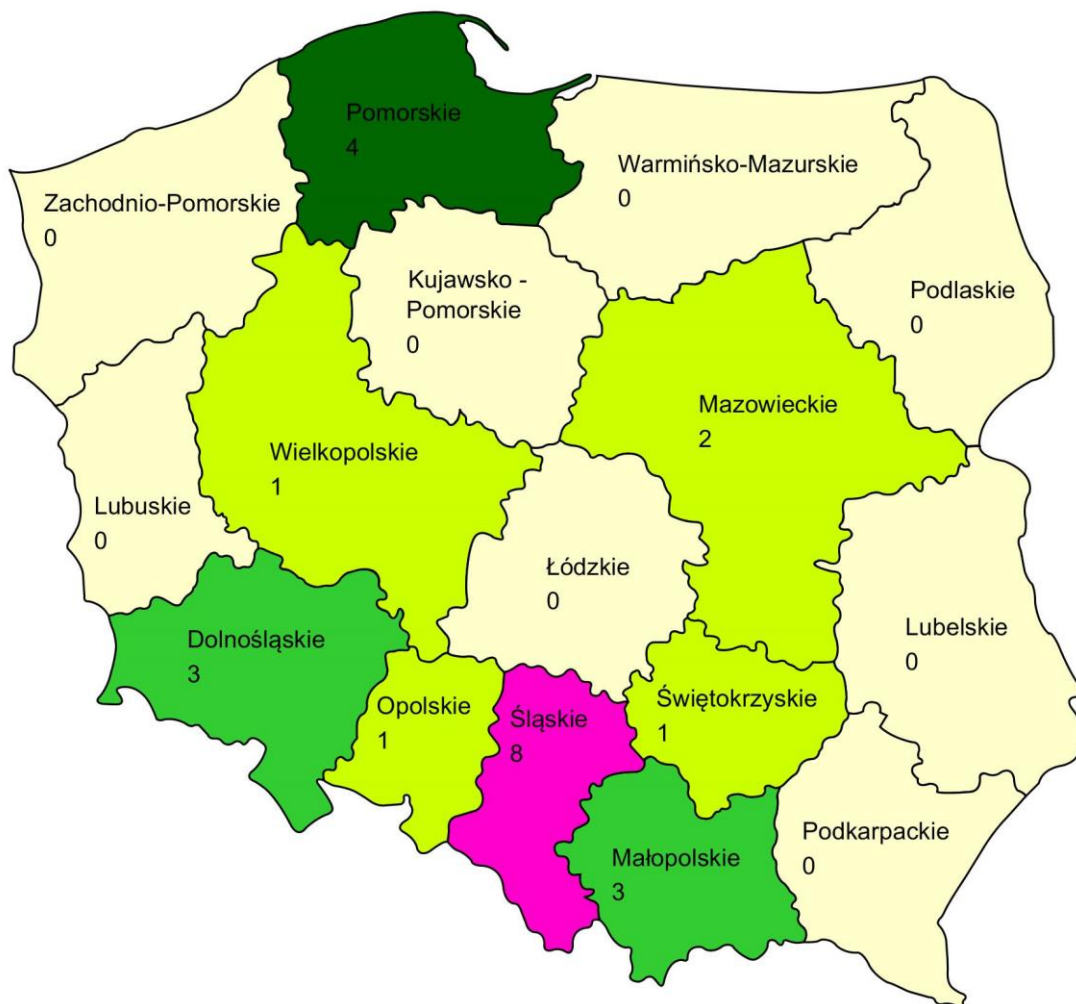 Pomorskie
4
Warmińsko-Mazurskie
0
Zachodnio-Pomorskie
0
Kujawsko -
Pomorskie
0
Podlaskie
0
Mazowieckie
2
Wielkopolskie
1
Lubuskie
0
Łódzkie
0
Lubelskie
0
Dolnośląskie
3
Opolskie
1
Śląskie
8
Świętokrzyskie
1
Małopolskie
3
Podkarpackie
0